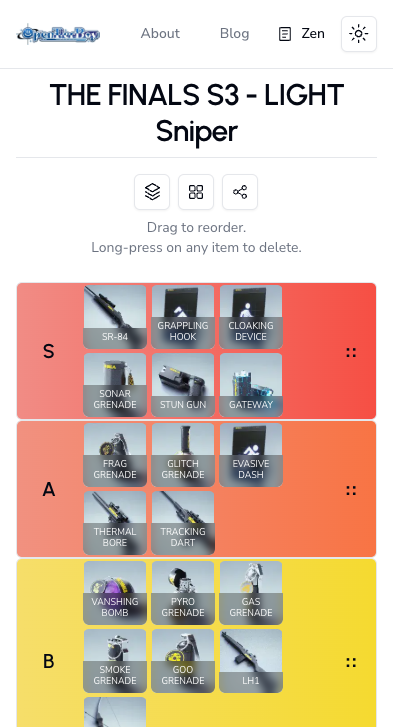 OpenTierBoy
About
Blog
Zen
THE FINALS S3 - LIGHT
Sniper
Drag to reorder.
Long-press on any item to delete.
S
SR-84
GRAPPLING
HOOK
CLOAKING
DEVICE
SONAR
GRENADE
STUN GUN
GATEWAY
A
FRAG
GRENADE
GLITCH
GRENADE
EVASIVE
DASH
THERMAL
BORE
TRACKING
DART
B
VANSHING
BOMB
PYRO
GRENADE
GAS
GRENADE
SMOKE
GRENADE
GOO
GRENADE
LH1